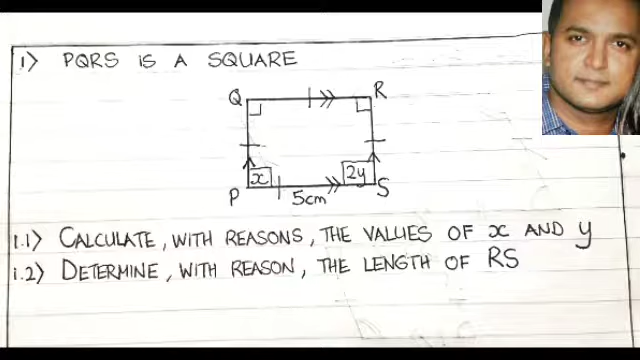 1> PQRS IS A SQUARE
Q R
x 2y
P 5cm S
1.1> CALCULATE, WITH REASONS, THE VALUES OF x AND y
1.2> DETERMINE, WITH REASON, THE LENGTH OF RS